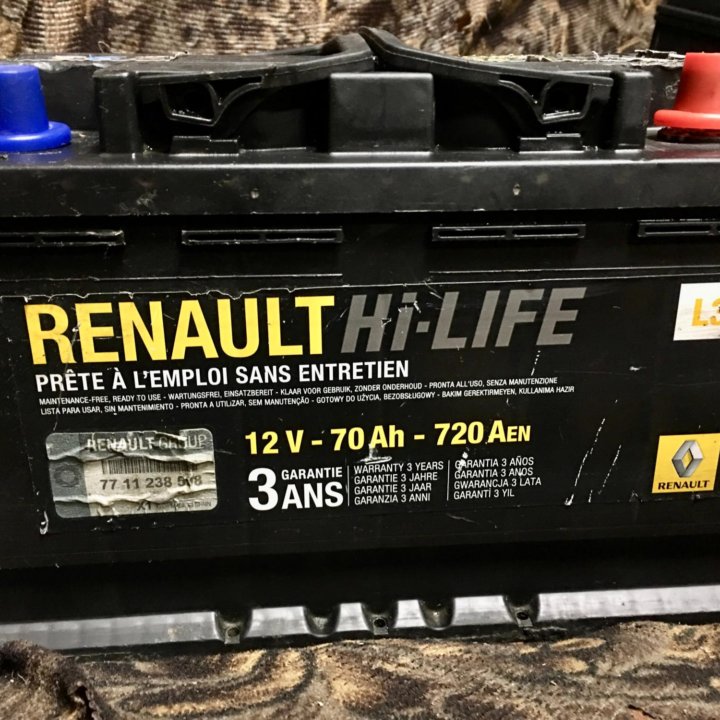 RENAULT Hi-LIFE
L3
PRÊTE À L'EMPLOI SANS ENTRETIEN
MAINTENANCE-FREE, READY TO USE - WARTUNGSFREI, EINSATZBEREIT - KLAAR VOOR GEBRUIK, ZONDER ONDERHOUD - PRONTA ALL'USO, SENZA MANUTENZIONE
LISTA PARA USAR, SIN MANTENIMIENTO - PRONTA A UTILIZAR, SEM MANUTENÇÃO - GOTOWY DO UŻYCIA, BEZOBSŁUGOWY - BAKIM GEREKTIRMEYEN, KULLANIMA HAZIR
12 V - 70 Ah - 720 AEN
RENAULT GROUP
77 11 238
3 GARANTIE
ANS
WARRANTY 3 YEARS
GARANTIE 3 JAHRE
GARANTIE 3 JAAR
GARANZIA 3 ANNI
GARANTIA 3 AÑOS
GARANTIA 3 ANOS
GWARANCJA 3 LATA
GARANTI 3 YIL
RENAULT